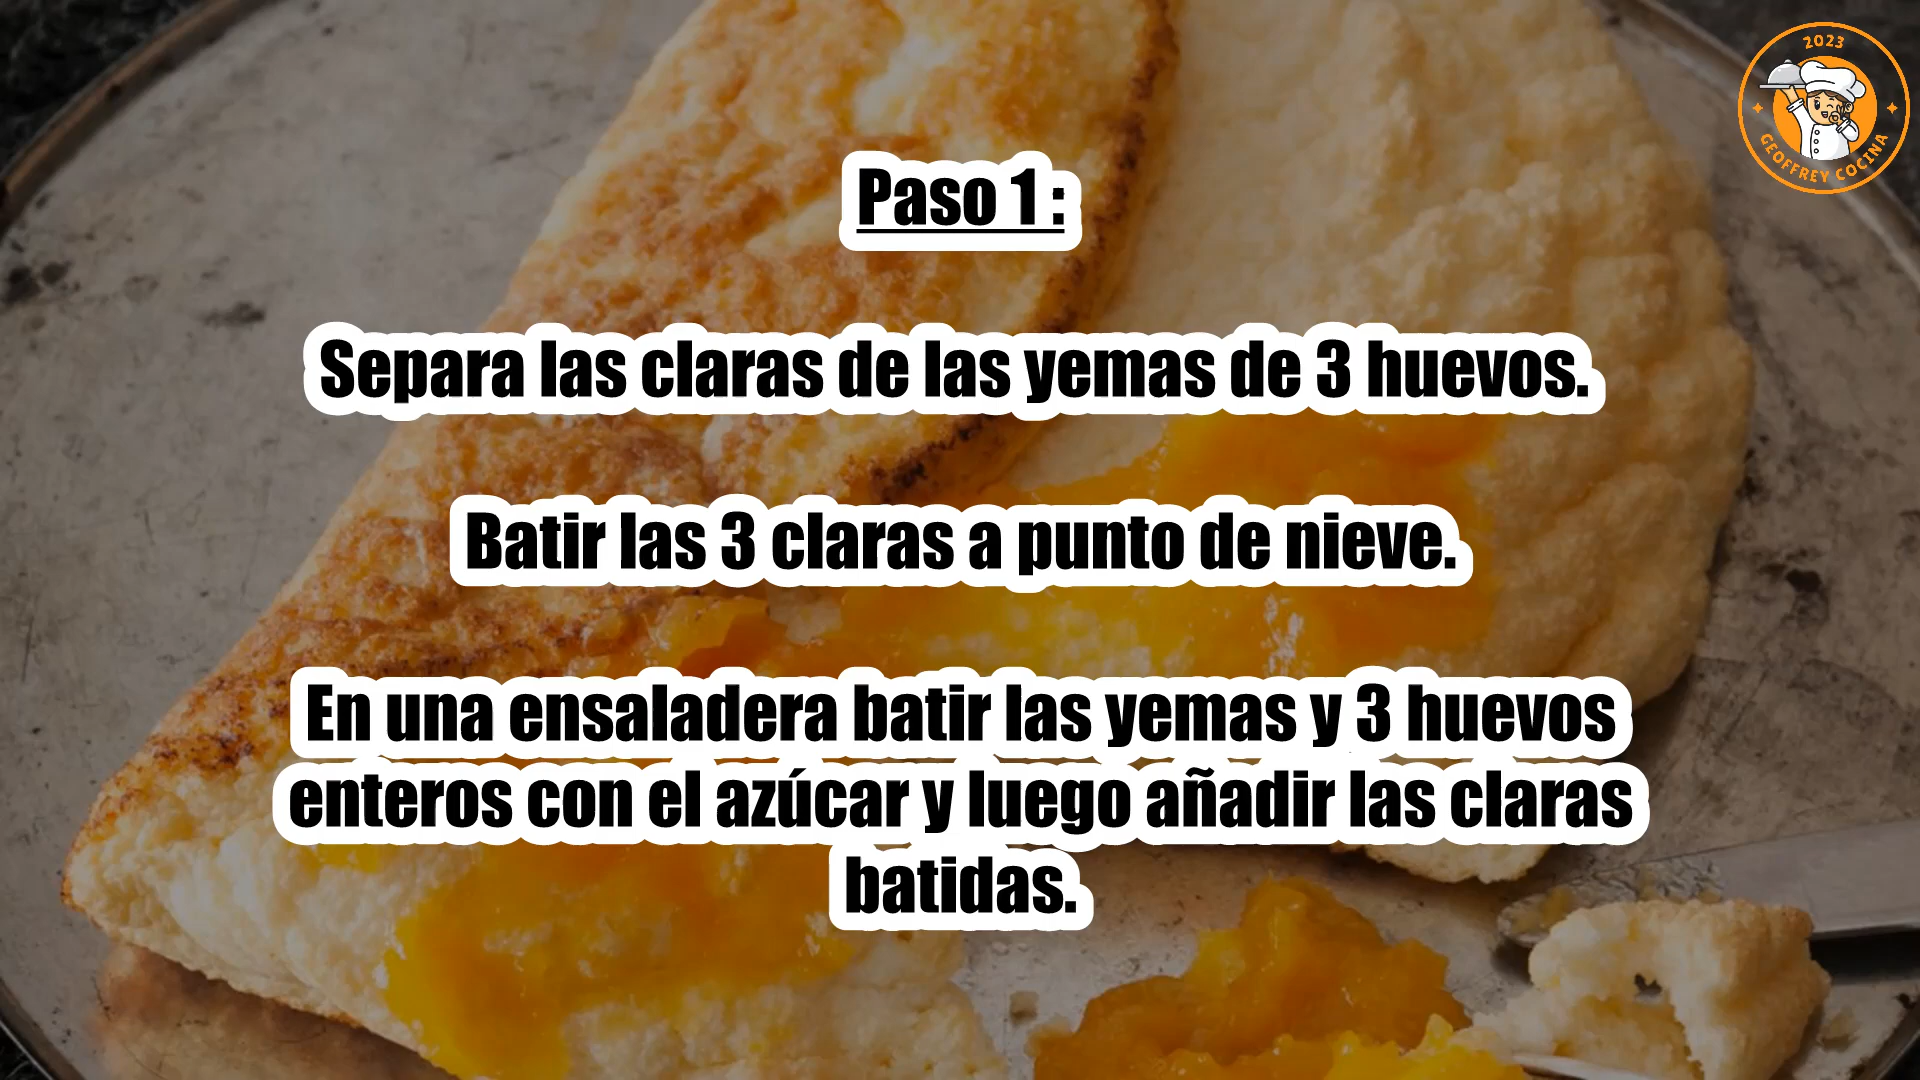 2023
GEOFFREY COCINA
Paso 1 :
Separa las claras de las yemas de 3 huevos.
Batir las 3 claras a punto de nieve.
En una ensaladera batir las yemas y 3 huevos
enteros con el azúcar y luego añadir las claras
batidas.